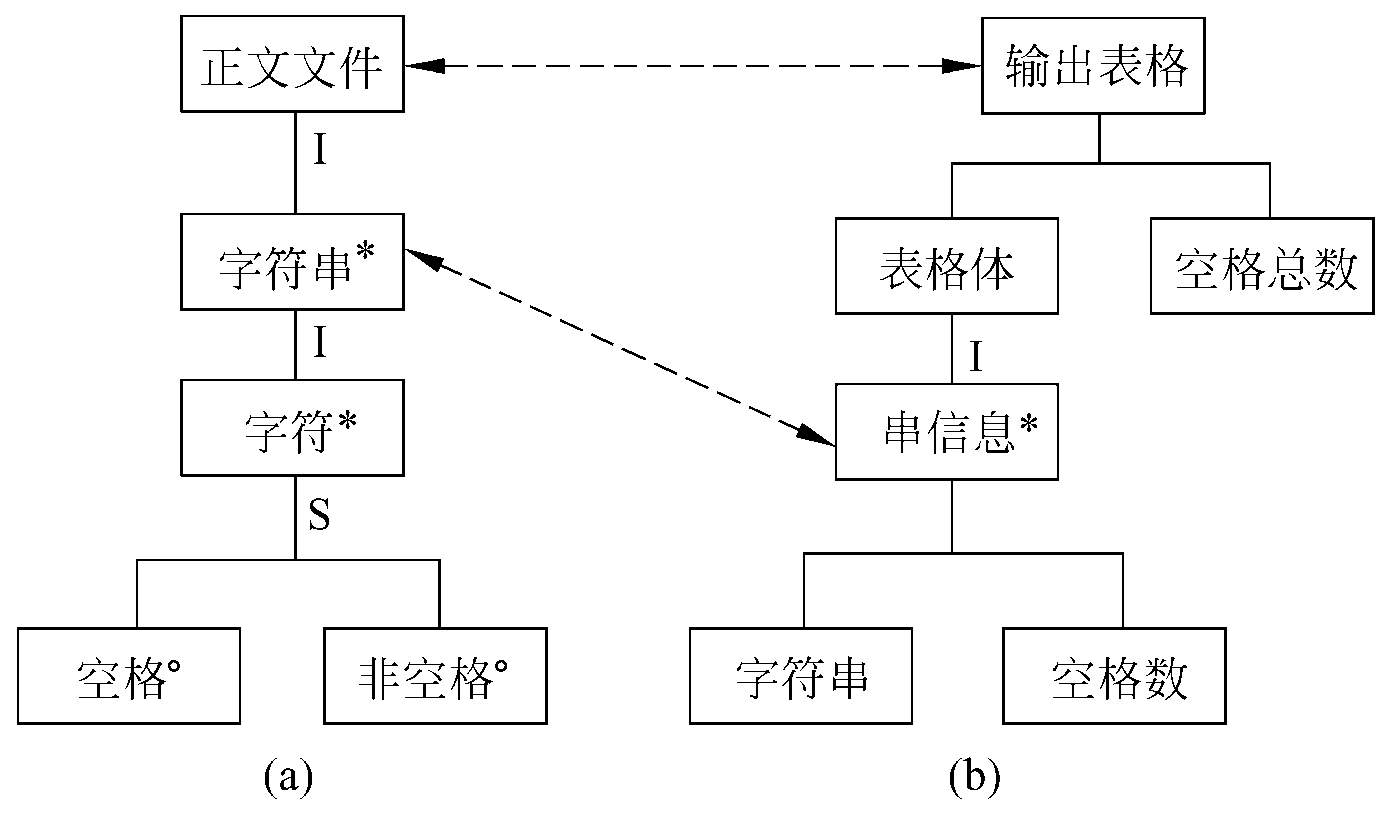 正文文件
输出表格
I
字符串*
表格体
空格总数
I
I
字符*
串信息*
S
空格°
非空格°
字符串
空格数
(a)
(b)